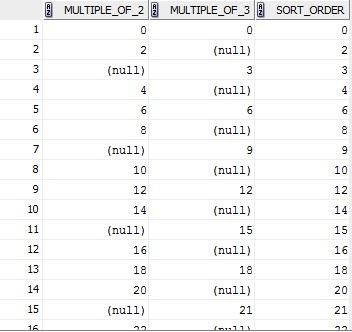 MULTIPLE_OF_2 MULTIPLE_OF_3 SORT_ORDER
1 0 0 0
2 2 (null) 2
3 (null) 3 3
4 4 (null) 4
5 6 6 6
6 8 (null) 8
7 (null) 9 9
8 10 (null) 10
9 12 12 12
10 14 (null) 14
11 (null) 15 15
12 16 (null) 16
13 18 18 18
14 20 (null) 20
15 (null) 21 21
16 22 (null) 22